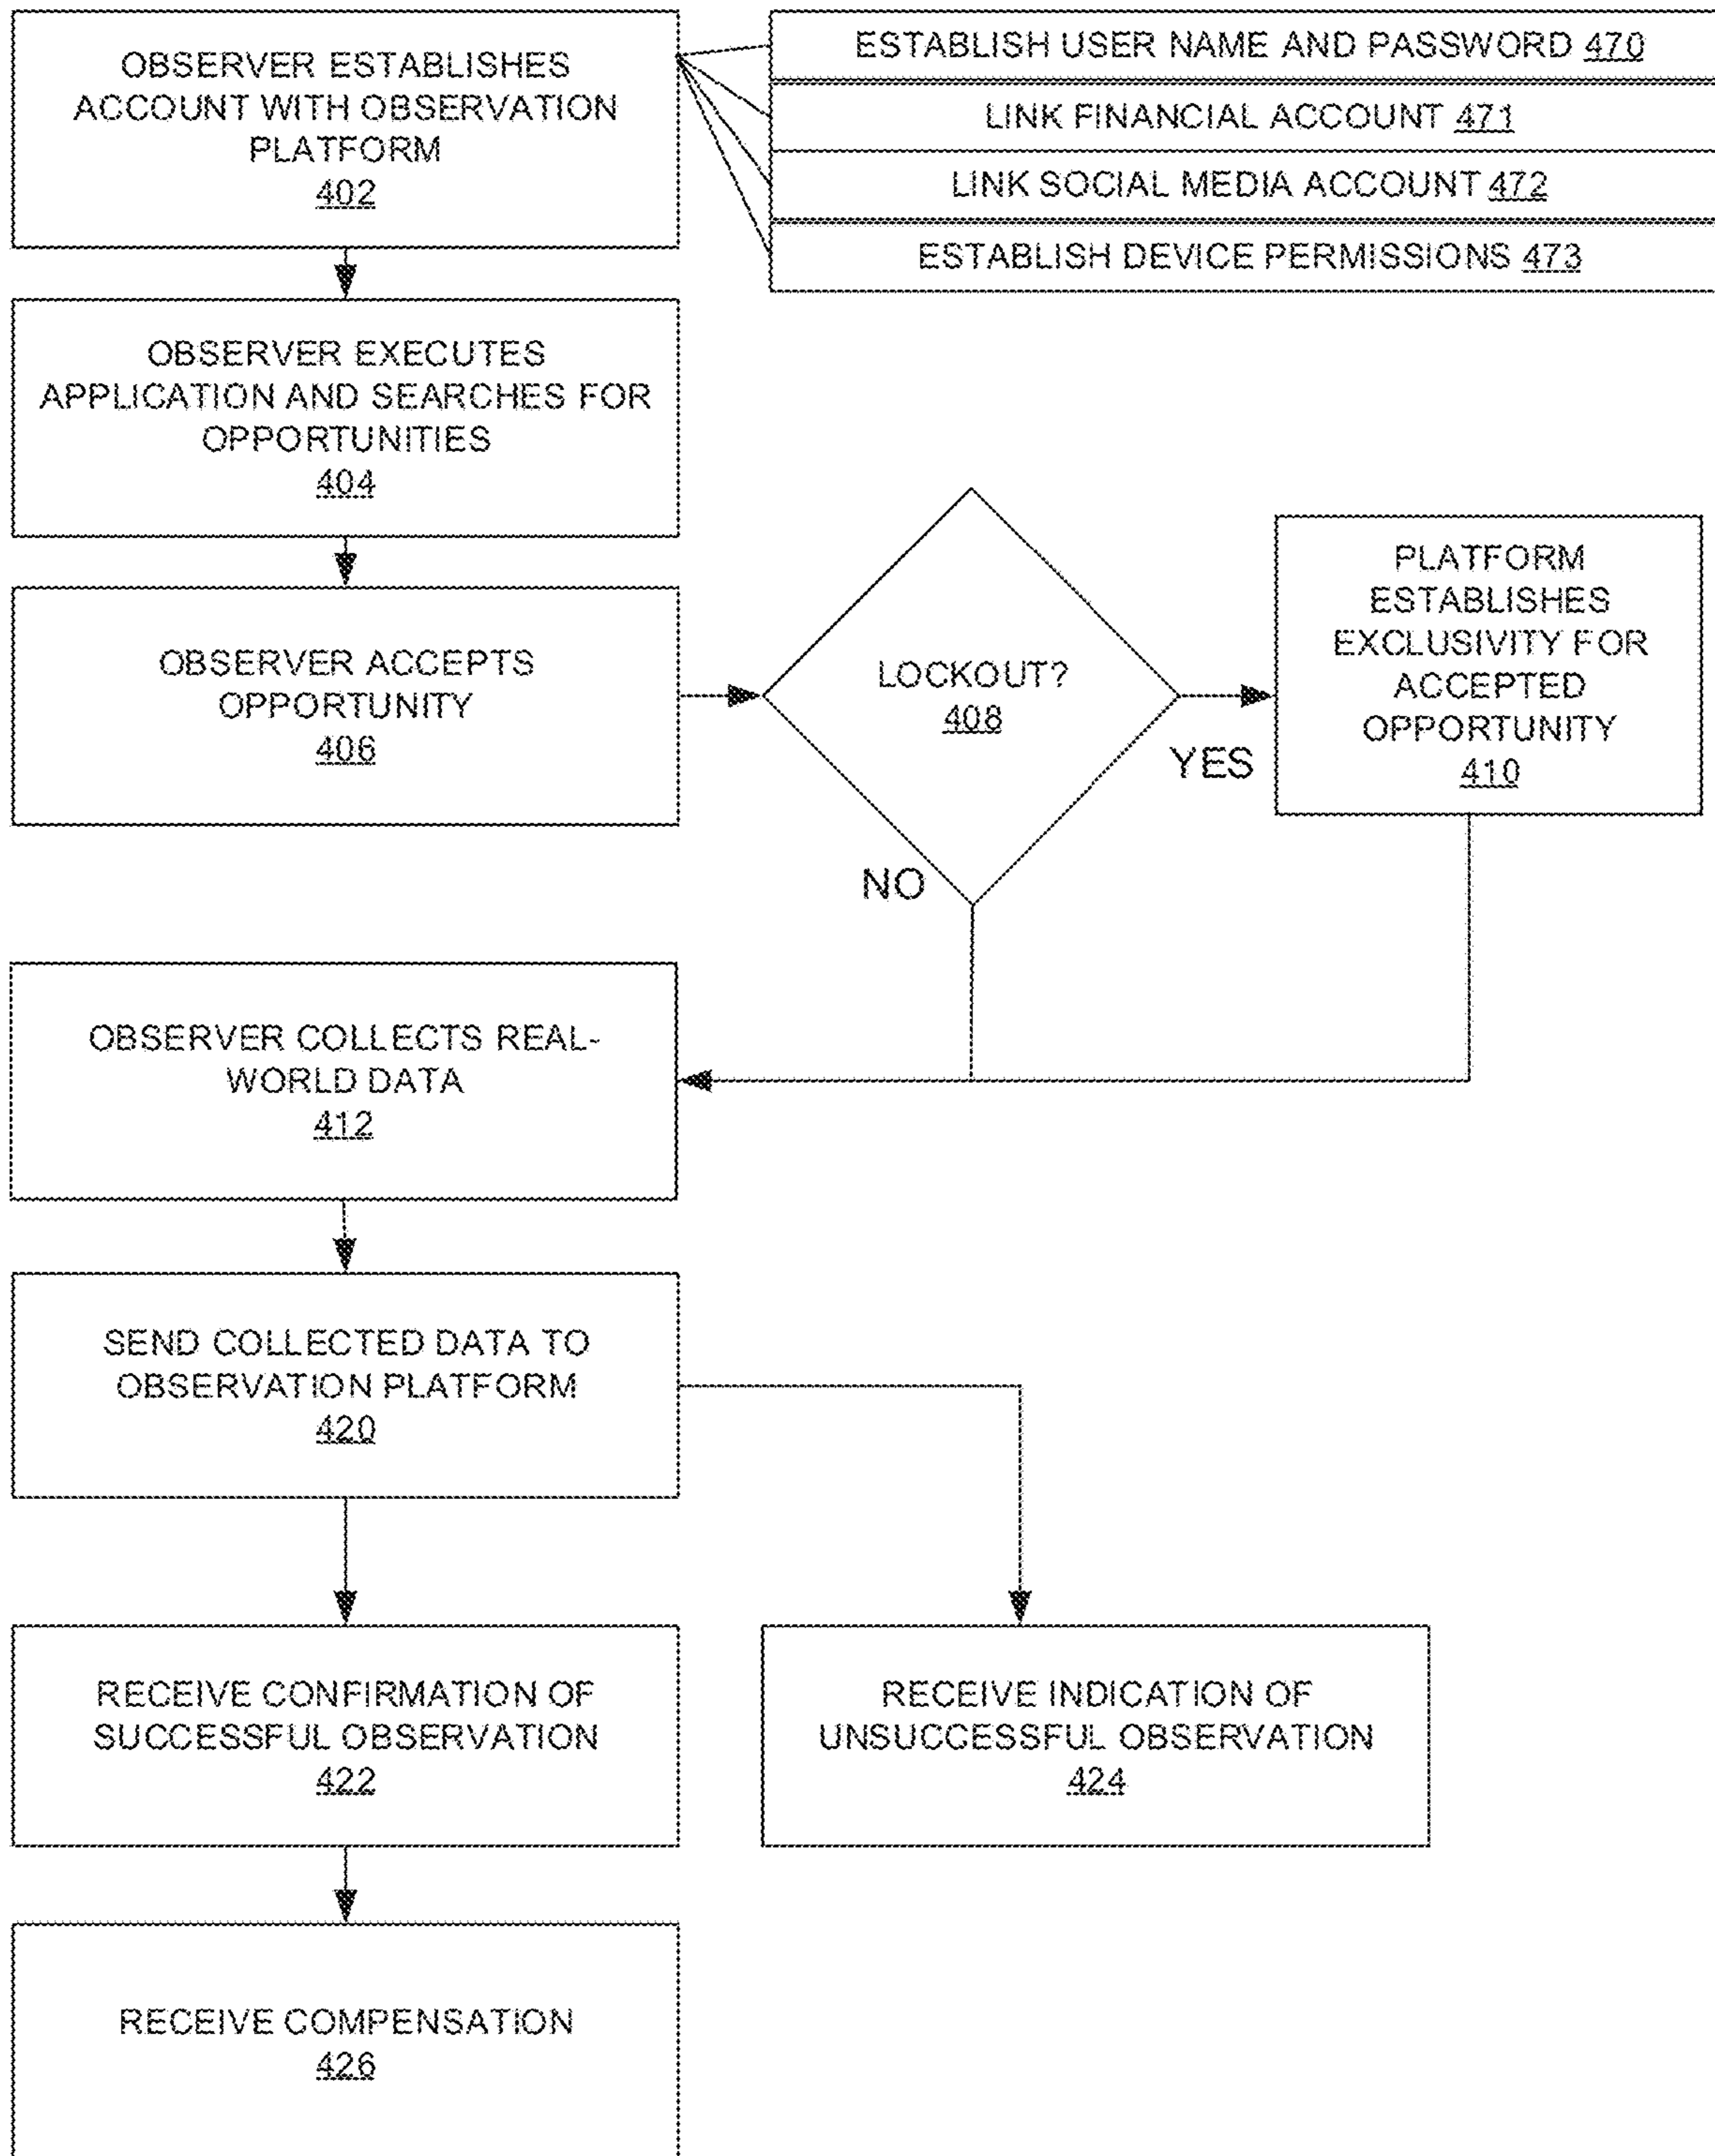 OBSERVER ESTABLISHES
ACCOUNT WITH OBSERVATION
PLATFORM
402
ESTABLISH USER NAME AND PASSWORD 470
LINK FINANCIAL ACCOUNT 471
LINK SOCIAL MEDIA ACCOUNT 472
ESTABLISH DEVICE PERMISSIONS 473
OBSERVER EXECUTES
APPLICATION AND SEARCHES FOR
OPPORTUNITIES
404
OBSERVER ACCEPTS
OPPORTUNITY
406
LOCKOUT?
408
YES
NO
PLATFORM
ESTABLISHES
EXCLUSIVITY FOR
ACCEPTED
OPPORTUNITY
410
OBSERVER COLLECTS REAL-
WORLD DATA
412
SEND COLLECTED DATA TO
OBSERVATION PLATFORM
420
RECEIVE CONFIRMATION OF
SUCCESSFUL OBSERVATION
422
RECEIVE INDICATION OF
UNSUCCESSFUL OBSERVATION
424
RECEIVE COMPENSATION
426